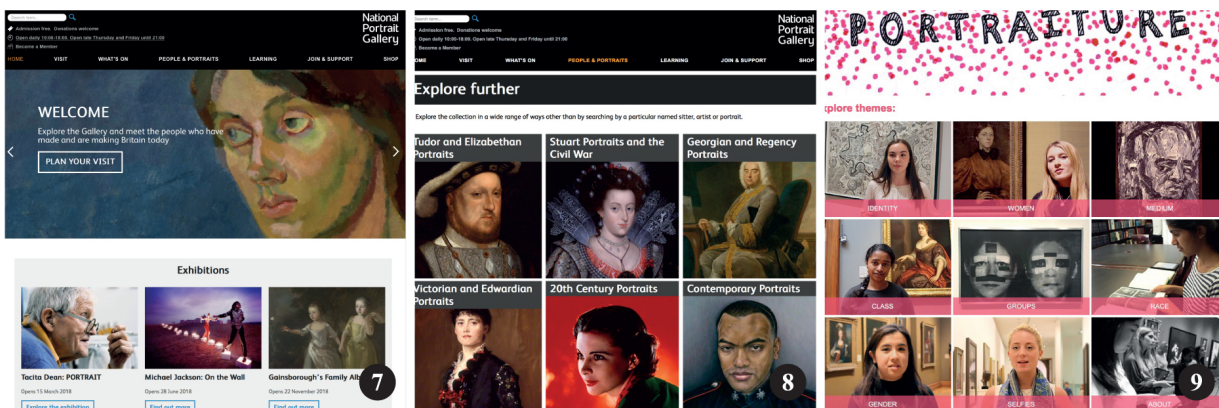 Search term...
Admission free. Donations welcome
Open daily 10:00-18:00. Open late Thursday and Friday until 21:00
Become a Member
National
Portrait
Gallery
HOME VISIT WHAT'S ON PEOPLE & PORTRAITS LEARNING JOIN & SUPPORT SHOP
WELCOME
Explore the Gallery and meet the people who have
made and are making Britain today
PLAN YOUR VISIT
Exhibitions
Tacita Dean: PORTRAIT
Opens 15 March 2018
Explore the exhibition
Michael Jackson: On the Wall
Opens 28 June 2018
Find out more
Gainsborough's Family Alb
Opens 22 November 2018
Find out more
7
Search term...
Admission free. Donations welcome
Open daily 10:00-18:00. Open late Thursday and Friday until 21:00
Become a Member
National
Portrait
Gallery
OME VISIT WHAT'S ON PEOPLE & PORTRAITS LEARNING JOIN & SUPPORT SHOP
Explore further
Explore the collection in a wide range of ways other than by searching by a particular named sitter, artist or portrait.
Tudor and Elizabethan
Portraits
Stuart Portraits and the
Civil War
Georgian and Regency
Portraits
Victorian and Edwardian
Portraits
20th Century Portraits
Contemporary Portraits
8
PORTRAITURE
xplore themes:
IDENTITY
WOMEN
MEDIUM
CLASS
GROUPS
RACE
GENDER
SELFIES
ABOUT
9